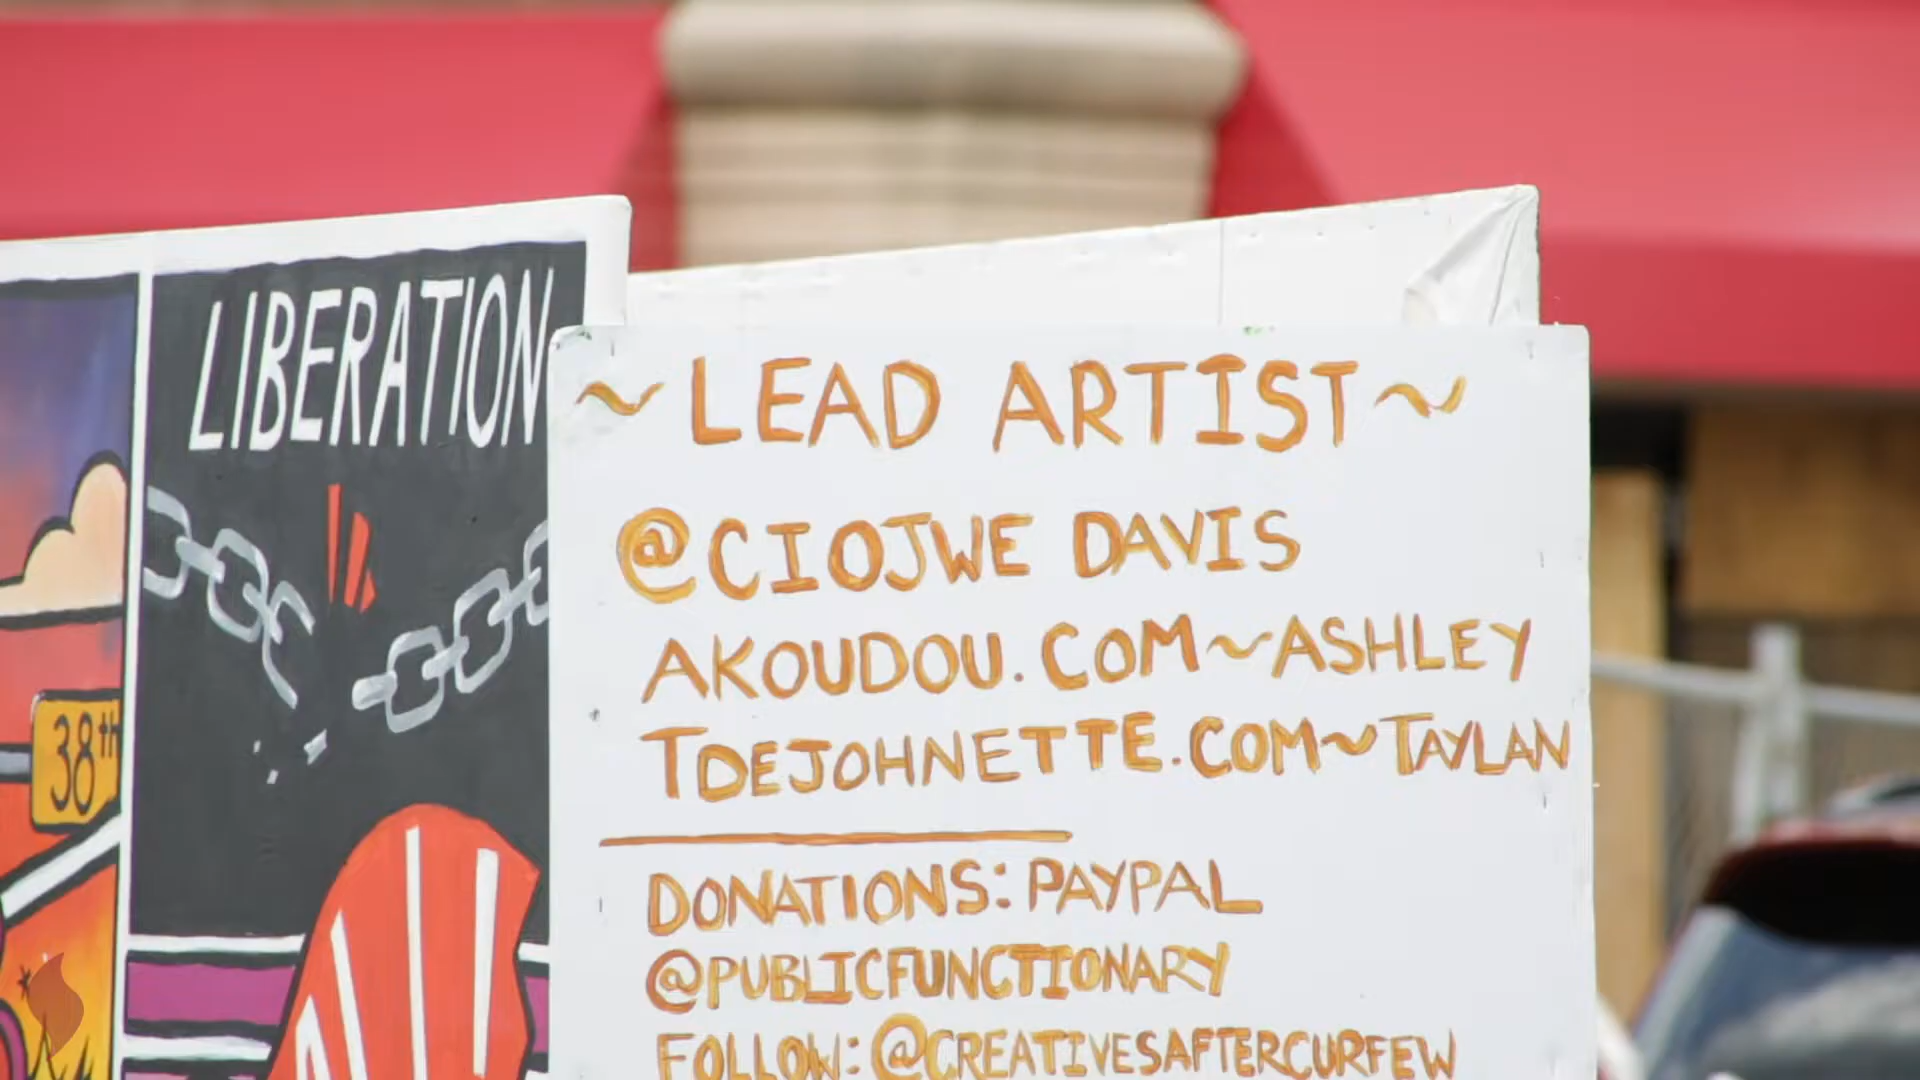 LIBERATION
38th
~ LEAD ARTIST ~
@CIOJWE DAVIS
AKOUDOU.COM~ASHLEY
TDEJOHNETTE.COM~TAYLAN
DONATIONS: PAYPAL
@PUBLICFUNCTIONARY
FOLLOW: @CREATIVESAFTERCURFEW